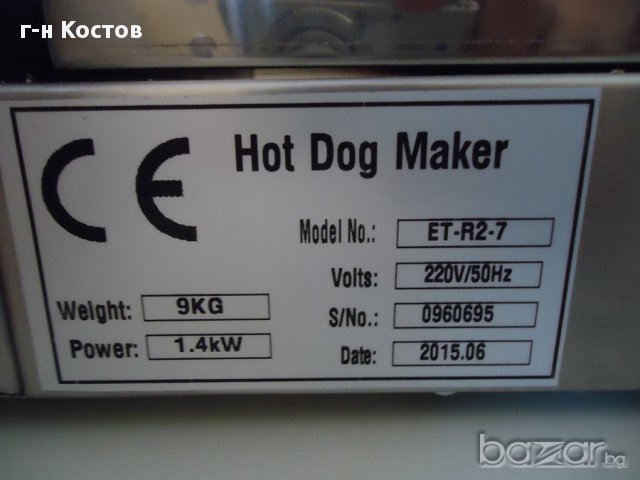 г-н Костов
CE
Hot Dog Maker
Model No.: ET-R2-7
Volts: 220V/50Hz
Weight: 9KG
S/No.: 0960695
Power: 1.4kW
Date: 2015.06
bazar.bg